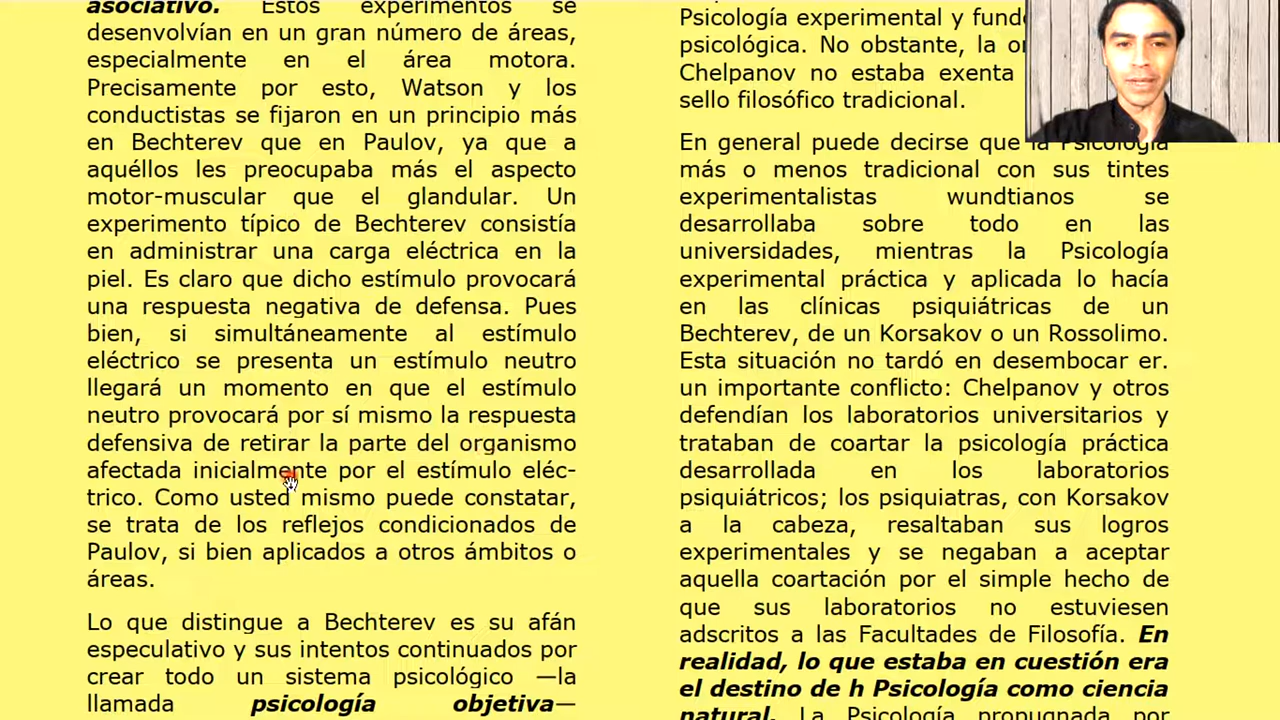 asociativo. Estos experimentos se
desenvolvían en un gran número de áreas,
especialmente en el área motora.
Precisamente por esto, Watson y los
conductistas se fijaron en un principio más
en Bechterev que en Paulov, ya que a
aquéllos les preocupaba más el aspecto
motor-muscular que el glandular. Un
experimento típico de Bechterev consistía
en administrar una carga eléctrica en la
piel. Es claro que dicho estímulo provocará
una respuesta negativa de defensa. Pues
bien, si simultáneamente al estímulo
eléctrico se presenta un estímulo neutro
llegará un momento en que el estímulo
neutro provocará por sí mismo la respuesta
defensiva de retirar la parte del organismo
afectada inicialmente por el estímulo eléc-
trico. Como usted mismo puede constatar,
se trata de los reflejos condicionados de
Paulov, si bien aplicados a otros ámbitos o
áreas.
Lo que distingue a Bechterev es su afán
especulativo y sus intentos continuados por
crear todo un sistema psicológico —la
llamada psicología objetiva—
Psicología experimental y
psicológica. No obstante, la
Chelpanov no estaba exenta
sello filosófico tradicional.
En general puede decirse que la Psicología
más o menos tradicional con sus tintes
experimentalistas wundtianos se
desarrollaba sobre todo en las
universidades, mientras la Psicología
experimental práctica y aplicada lo hacía
en las clínicas psiquiátricas de un
Bechterev, de un Korsakov o un Rossolimo.
Esta situación no tardó en desembocar er.
un importante conflicto: Chelpanov y otros
defendían los laboratorios universitarios y
trataban de coartar la psicología práctica
desarrollada en los laboratorios
psiquiátricos; los psiquiatras, con Korsakov
a la cabeza, resaltaban sus logros
experimentales y se negaban a aceptar
aquella coartación por el simple hecho de
que sus laboratorios no estuviesen
adscritos a las Facultades de Filosofía. En
realidad, lo que estaba en cuestión era
el destino de h Psicología como ciencia
natural. La Psicología propugnada por